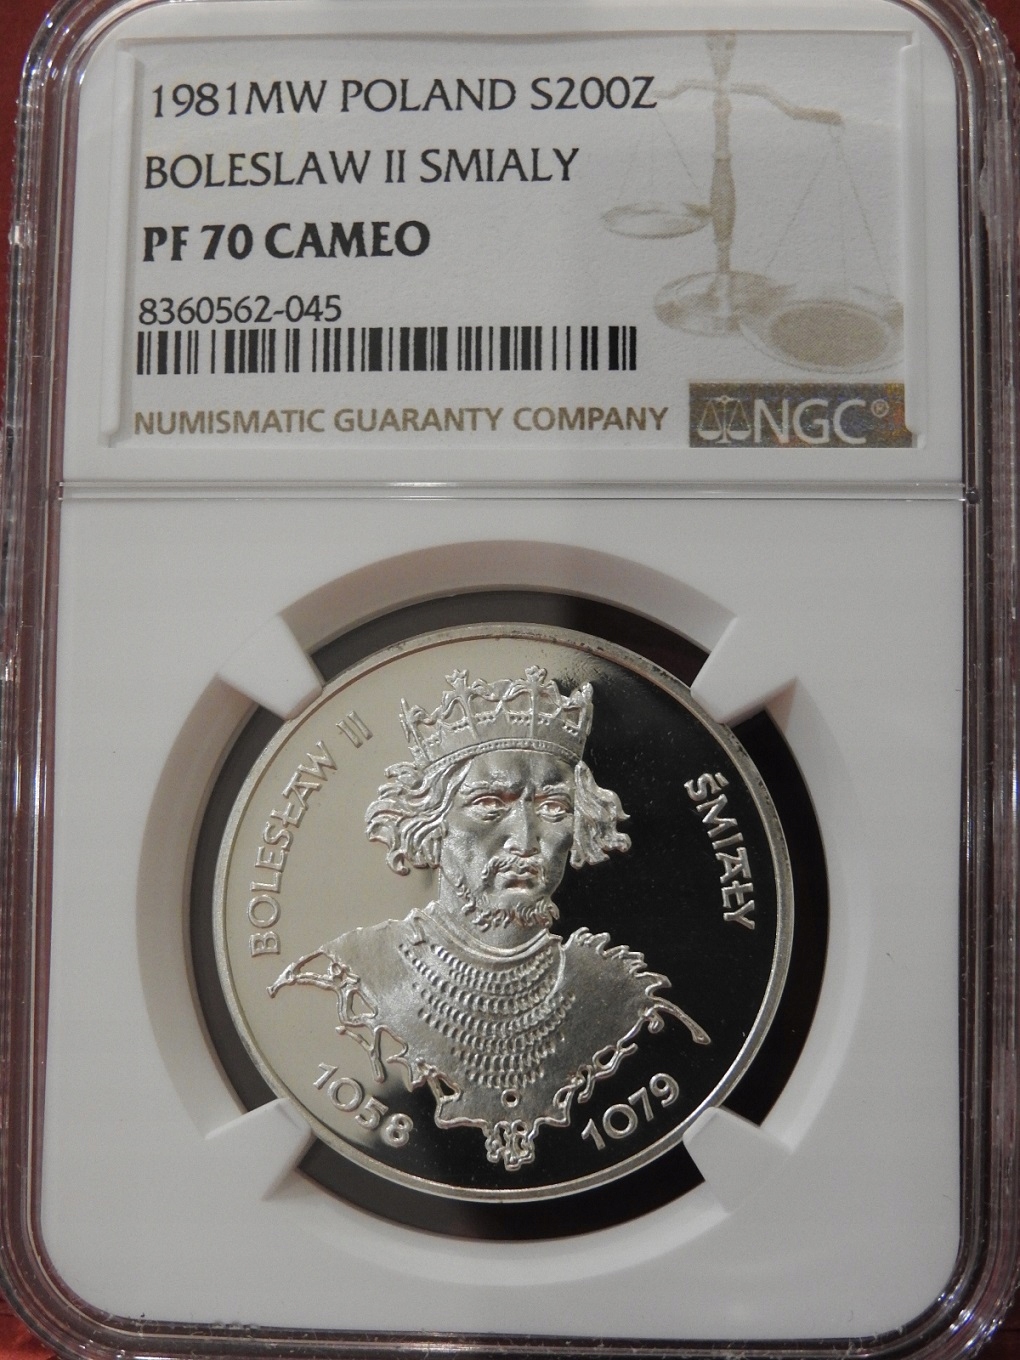 1981MW POLAND S200Z
BOLESLAW II SMIALY
PF 70 CAMEO
8360562-045
NUMISMATIC GUARANTY COMPANY
NGC®
BOLESŁAW II
ŚMIAŁY
1058
1079